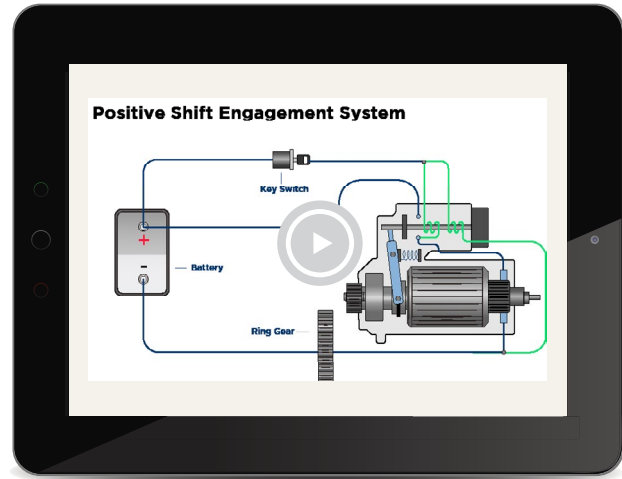 Positive Shift Engagement System
Key Switch
+
-
Battery
Ring Gear